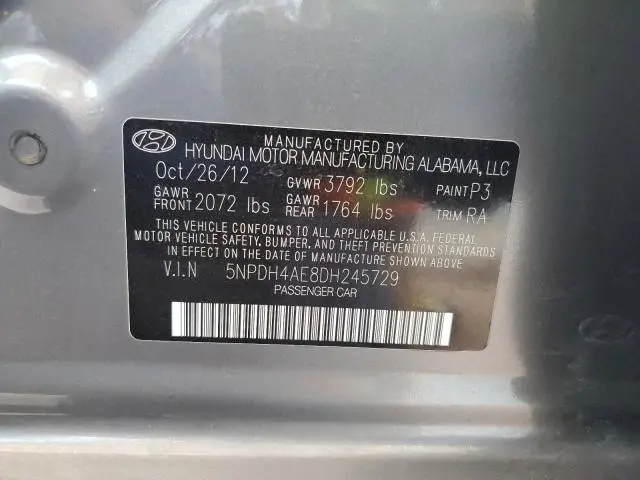 MANUFACTURED BY
HYUNDAI MOTOR MANUFACTURING ALABAMA, LLC
Oct/26/12 GVWR 3792 lbs PAINT P3
GAWR FRONT 2072 lbs GAWR REAR 1764 lbs TRIM RA
THIS VEHICLE CONFORMS TO ALL APPLICABLE U.S.A. FEDERAL
MOTOR VEHICLE SAFETY, BUMPER, AND THEFT PREVENTION STANDARDS
IN EFFECT ON THE DATE OF MANUFACTURE SHOWN ABOVE.
V.I.N 5NPDH4AE8DH245729
PASSENGER CAR